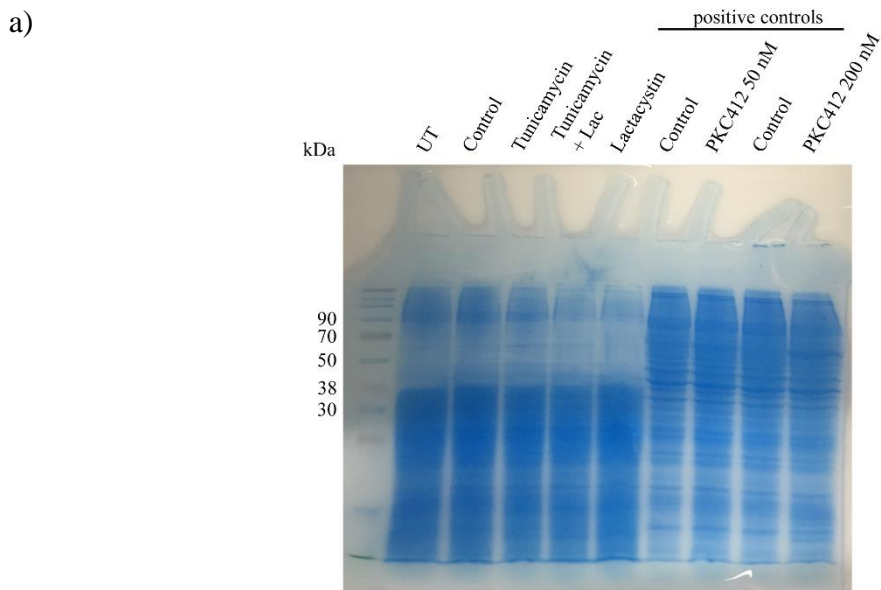 a)
positive controls
kDa
UT
Control
Tunicamycin
Tunicamycin
+ Lac
Lactacystin
Control
PKC412 50 nM
Control
PKC412 200 nM
90
70
50
38
30